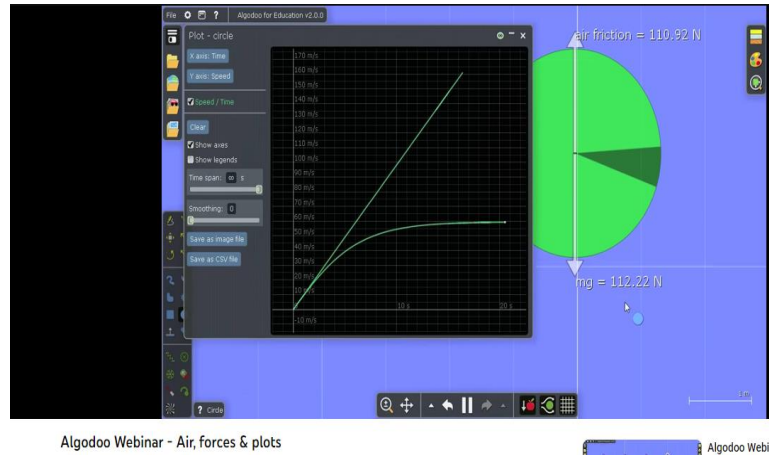 File ? Algodoo for Education v2.0.0
Plot - circle
X axis: Time
Y axis: Speed
Speed / Time
Clear
Show axes
Show legends
Time span: ∞ s
Smoothing: 0
Save as image file
Save as CSV file
170 m/s
160 m/s
150 m/s
140 m/s
130 m/s
120 m/s
110 m/s
100 m/s
90 m/s
80 m/s
70 m/s
60 m/s
50 m/s
40 m/s
30 m/s
20 m/s
10 m/s
-10 m/s
10 s
20 s
air friction = 110.92 N
mg = 112.22 N
1 m
? Circle
Algodoo Webinar - Air, forces & plots
Algodoo Webi